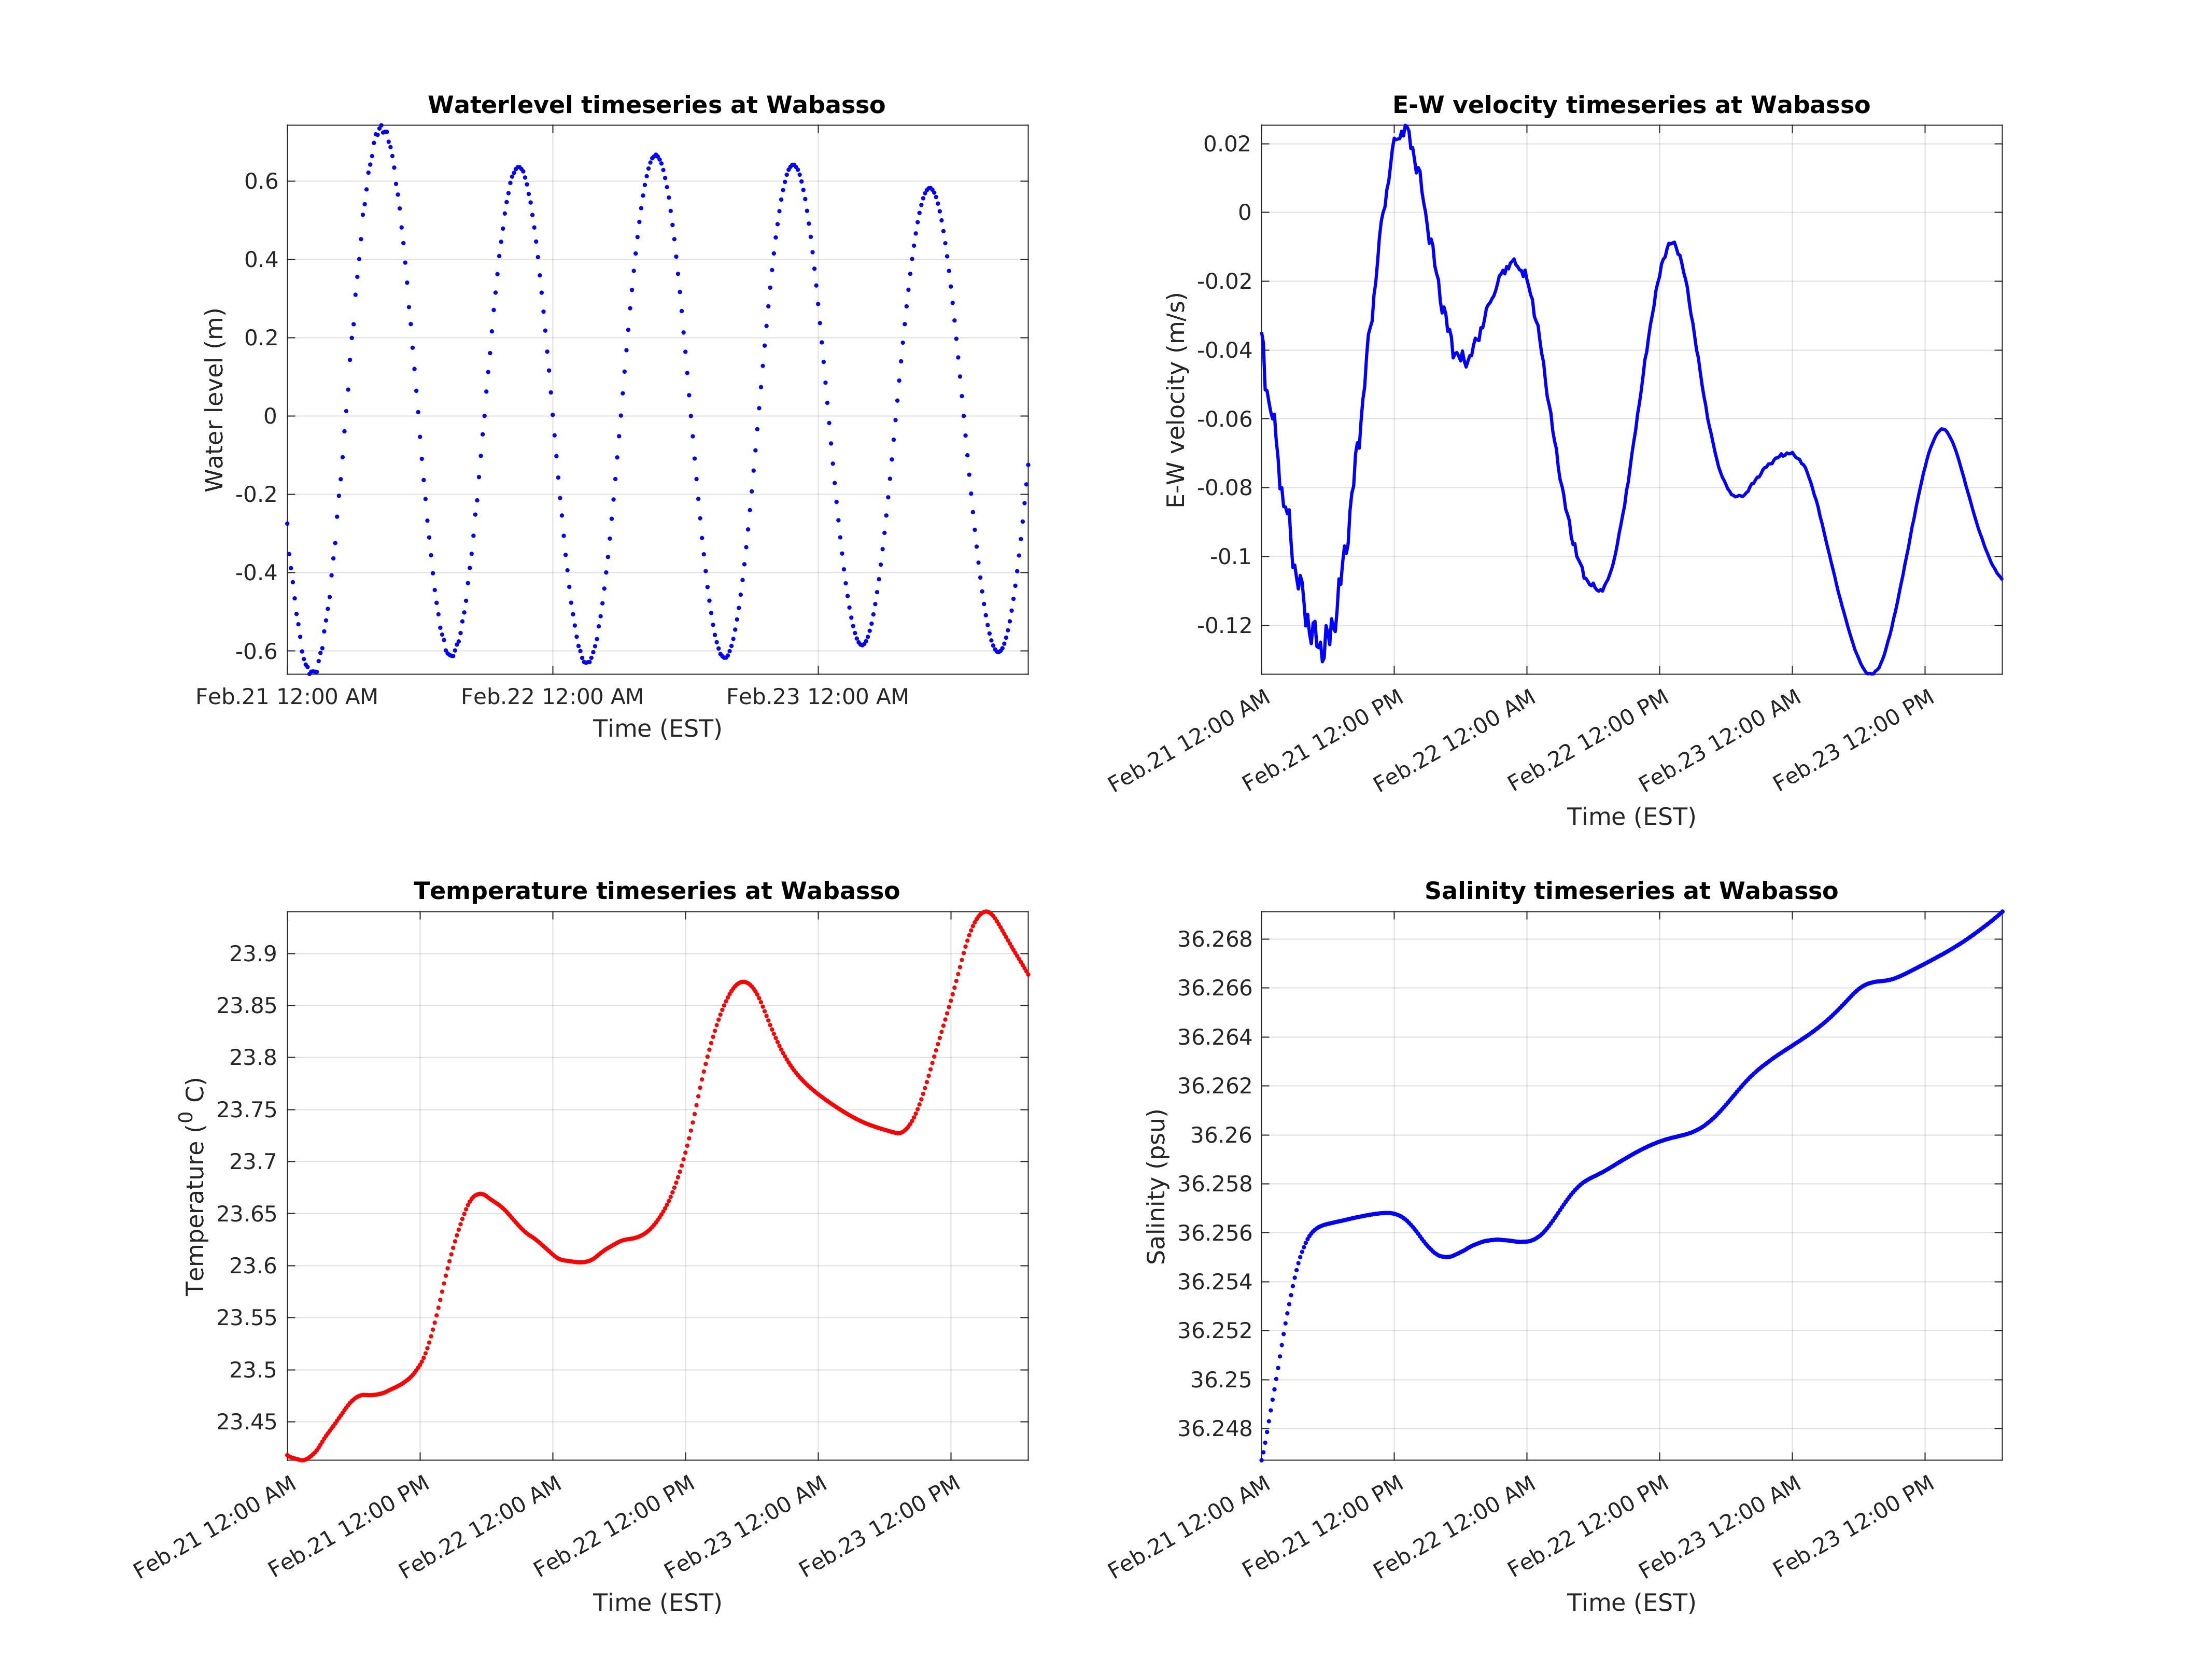 Waterlevel timeseries at Wabasso
0.6
0.4
0.2
0
-0.2
-0.4
-0.6
Water level (m)
Feb.21 12:00 AM
Feb.22 12:00 AM
Feb.23 12:00 AM
Time (EST)
E-W velocity timeseries at Wabasso
0.02
0
-0.02
-0.04
-0.06
-0.08
-0.1
-0.12
E-W velocity (m/s)
Feb.21 12:00 AM
Feb.21 12:00 PM
Feb.22 12:00 AM
Feb.22 12:00 PM
Feb.23 12:00 AM
Feb.23 12:00 PM
Time (EST)
Temperature timeseries at Wabasso
23.9
23.85
23.8
23.75
23.7
23.65
23.6
23.55
23.5
23.45
Temperature (⁰ C)
Feb.21 12:00 AM
Feb.21 12:00 PM
Feb.22 12:00 AM
Feb.22 12:00 PM
Feb.23 12:00 AM
Feb.23 12:00 PM
Time (EST)
Salinity timeseries at Wabasso
36.268
36.266
36.264
36.262
36.26
36.258
36.256
36.254
36.252
36.25
36.248
Salinity (psu)
Feb.21 12:00 AM
Feb.21 12:00 PM
Feb.22 12:00 AM
Feb.22 12:00 PM
Feb.23 12:00 AM
Feb.23 12:00 PM
Time (EST)